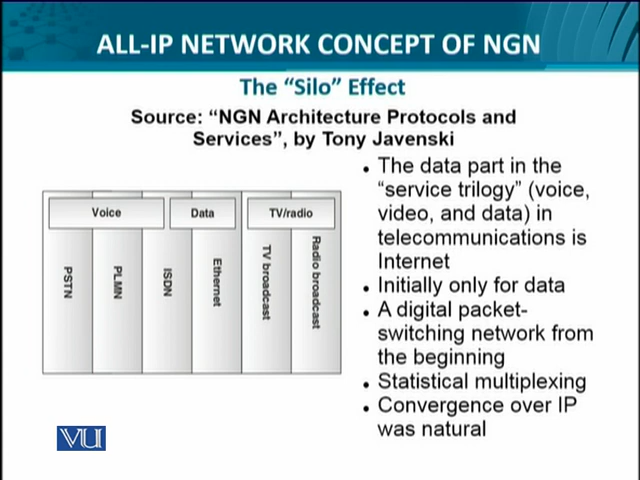 ALL-IP NETWORK CONCEPT OF NGN
The “Silo” Effect
Source: “NGN Architecture Protocols and
Services”, by Tony Javenski
Voice
Data
TV/radio
PSTN
PLMN
ISDN
Ethernet
TV broadcast
Radio broadcast
• The data part in the
“service trilogy” (voice,
video, and data) in
telecommunications is
Internet
• Initially only for data
• A digital packet-
switching network from
the beginning
• Statistical multiplexing
• Convergence over IP
was natural
VU